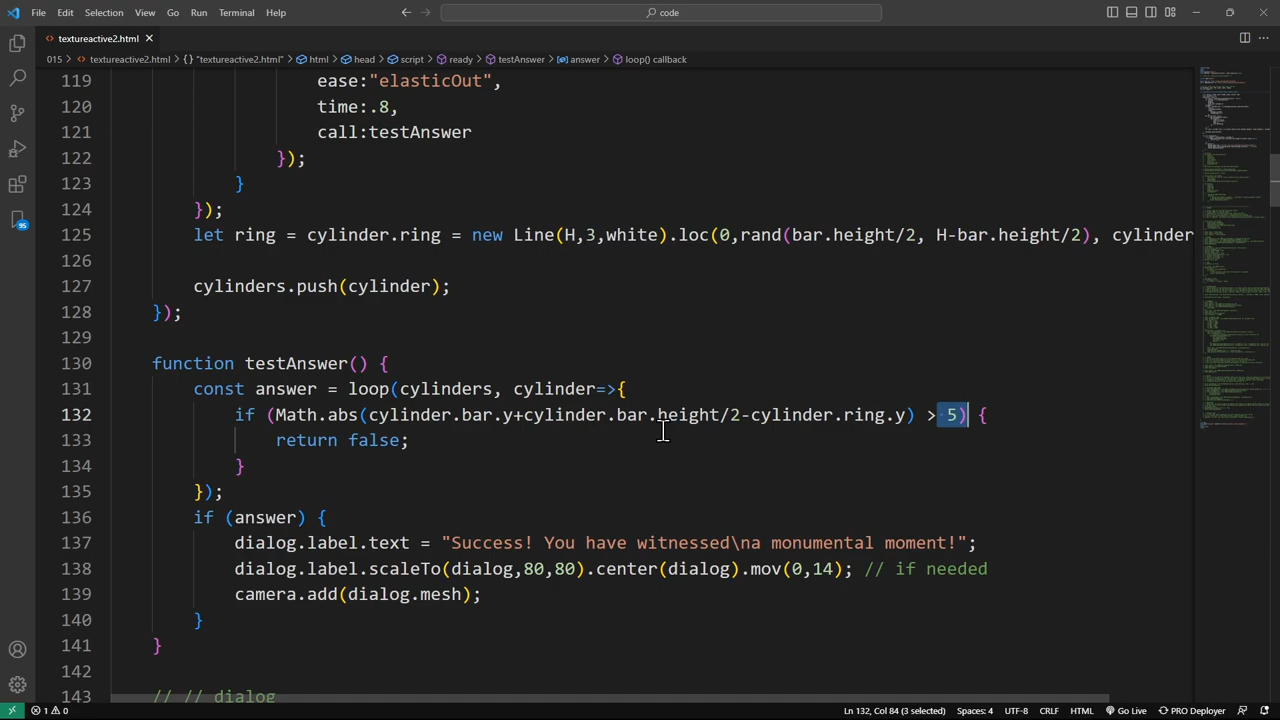 File Edit Selection View Go Run Terminal Help
code
textureactive2.html
015 textureactive2.html "textureactive2.html" html head script ready testAnswer answer loop() callback
119 ease:"elasticOut",
120 time:.8,
121 call:testAnswer
122 });
123 }
124 });
125 let ring = cylinder.ring = new Line(H,3,white).loc(0,rand(bar.height/2, H-bar.height/2), cylinder
126
127 cylinders.push(cylinder);
128 });
129
130 function testAnswer() {
131 const answer = loop(cylinders, cylinder=>{
132 if (Math.abs(cylinder.bar.y+cylinder.bar.height/2-cylinder.ring.y) > 5) {
133 return false;
134 }
135 });
136 if (answer) {
137 dialog.label.text = "Success! You have witnessed\na monumental moment!";
138 dialog.label.scaleTo(dialog,80,80).center(dialog).mov(0,14); // if needed
139 camera.add(dialog.mesh);
140 }
141 }
142
143 // // dialog
95
1 0 Ln 132, Col 84 (3 selected) Spaces: 4 UTF-8 CRLF HTML Go Live PRO Deployer